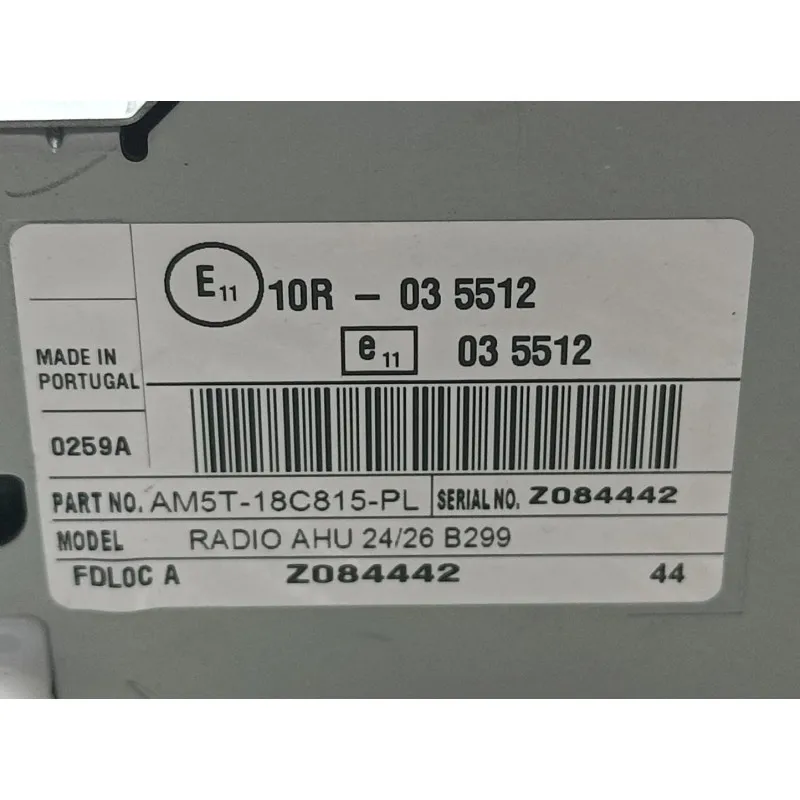 E11 10R - 03 5512
e11 03 5512
MADE IN
PORTUGAL
0259A
PART NO. AM5T-18C815-PL SERIAL NO. Z084442
MODEL RADIO AHU 24/26 B299
FDLOC A Z084442 44